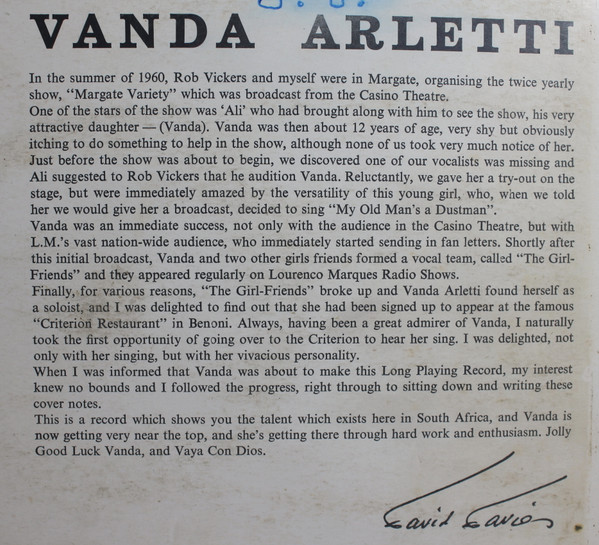 VANDA ARLETTI
In the summer of 1960, Rob Vickers and myself were in Margate, organising the twice yearly
show, "Margate Variety" which was broadcast from the Casino Theatre.
One of the stars of the show was 'Ali' who had brought along with him to see the show, his very
attractive daughter — (Vanda). Vanda was then about 12 years of age, very shy but obviously
itching to do something to help in the show, although none of us took very much notice of her.
Just before the show was about to begin, we discovered one of our vocalists was missing and
Ali suggested to Rob Vickers that he audition Vanda. Reluctantly, we gave her a try-out on the
stage, but were immediately amazed by the versatility of this young girl, who, when we told
her we would give her a broadcast, decided to sing "My Old Man's a Dustman".
Vanda was an immediate success, not only with the audience in the Casino Theatre, but with
L.M.'s vast nation-wide audience, who immediately started sending in fan letters. Shortly after
this initial broadcast, Vanda and two other girls friends formed a vocal team, called "The Girl-
Friends" and they appeared regularly on Lourenco Marques Radio Shows.
Finally, for various reasons, "The Girl-Friends" broke up and Vanda Arletti found herself as
a soloist, and I was delighted to find out that she had been signed up to appear at the famous
"Criterion Restaurant" in Benoni. Always, having been a great admirer of Vanda, I naturally
took the first opportunity of going over to the Criterion to hear her sing. I was delighted, not
only with her singing, but with her vivacious personality.
When I was informed that Vanda was about to make this Long Playing Record, my interest
knew no bounds and I followed the progress, right through to sitting down and writing these
cover notes.
This is a record which shows you the talent which exists here in South Africa, and Vanda is
now getting very near the top, and she's getting there through hard work and enthusiasm. Jolly
Good Luck Vanda, and Vaya Con Dios.
David Davies